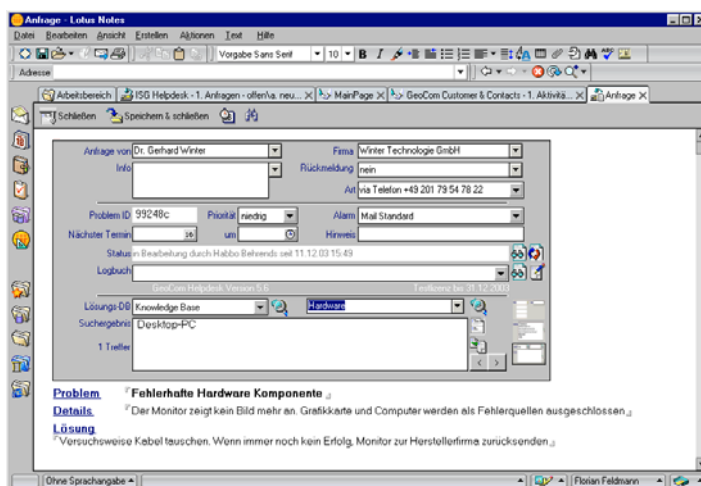 Anfrage - Lotus Notes
Datei Bearbeiten Ansicht Erstellen Aktionen Text Hilfe
Vorgabe Sans Serif 10 B I
Adresse
Arbeitsbereich ISG Helpdesk - 1. Anfragen - offen\a. neu... MainPage GeoCom Customer & Contacts - 1. Aktivitä... Anfrage
Schließen Speichern & schließen
Anfrage von Dr. Gerhard Winter Firma Winter Technologie GmbH
Info Rückmeldung nein
Art via Telefon +49 201 79 54 78 22
Problem ID 99248c Priorität niedrig Alarm Mail Standard
Nächster Termin 16 um Hinweis
Status in Bearbeitung durch Habbo Behrends seit 11.12.03 15:49
Logbuch
GeoCom Helpdesk Version 5.6 Testlizenz bis 31.12.2003
Lösungs-DB Knowledge Base Hardware
Suchergebnis Desktop-PC
1 Treffer
Problem Fehlerhafte Hardware Komponente
Details Der Monitor zeigt kein Bild mehr an. Grafikkarte und Computer werden als Fehlerquellen ausgeschlossen
Lösung
Versuchsweise Kabel tauschen. Wenn immer noch kein Erfolg, Monitor zur Herstellerfirma zurücksenden
Ohne Sprachangabe Florian Feldmann